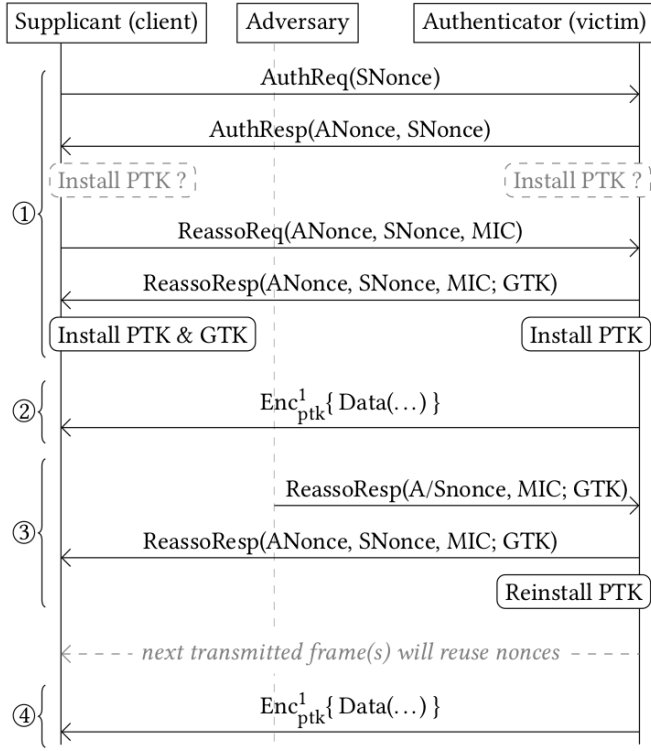 Supplicant (client) Adversary Authenticator (victim)
AuthReq(SNonce)
AuthResp(ANonce, SNonce)
Install PTK ? Install PTK ?
①
ReassoReq(ANonce, SNonce, MIC)
ReassoResp(ANonce, SNonce, MIC; GTK)
Install PTK & GTK Install PTK
② Enc¹ₚₜₖ{ Data(…) }
ReassoResp(A/Snonce, MIC; GTK)
③
ReassoResp(ANonce, SNonce, MIC; GTK)
Reinstall PTK
next transmitted frame(s) will reuse nonces
④ Enc¹ₚₜₖ{ Data(…) }